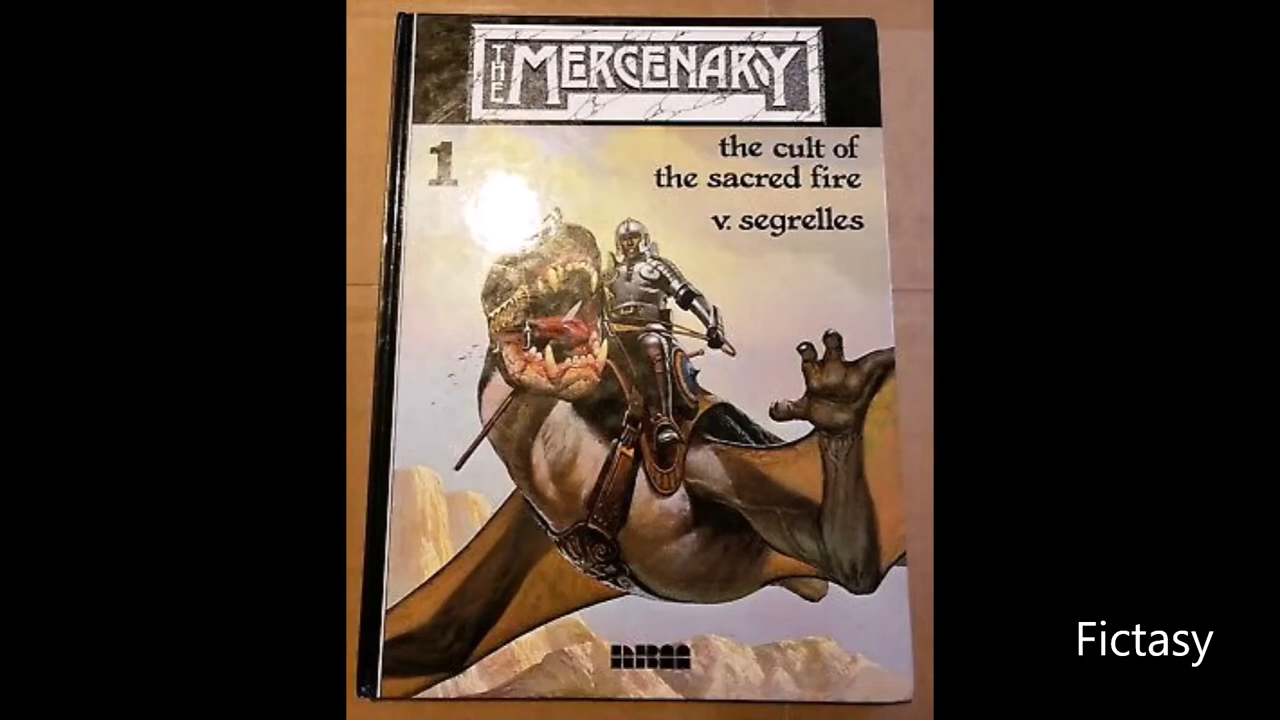 THE MERCENARY
1
the cult of
the sacred fire
v. segrelles
NBM
Fictasy